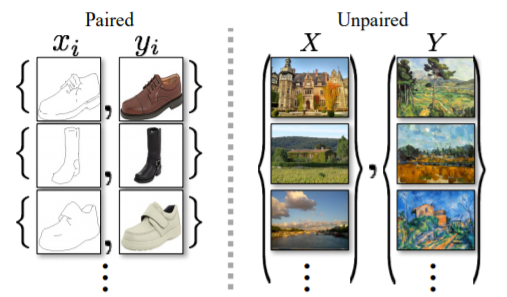 Paired
Unpaired
x_i
y_i
X
Y
{ , }
{ , }
{ , }
( , )
⋮
⋮
⋮